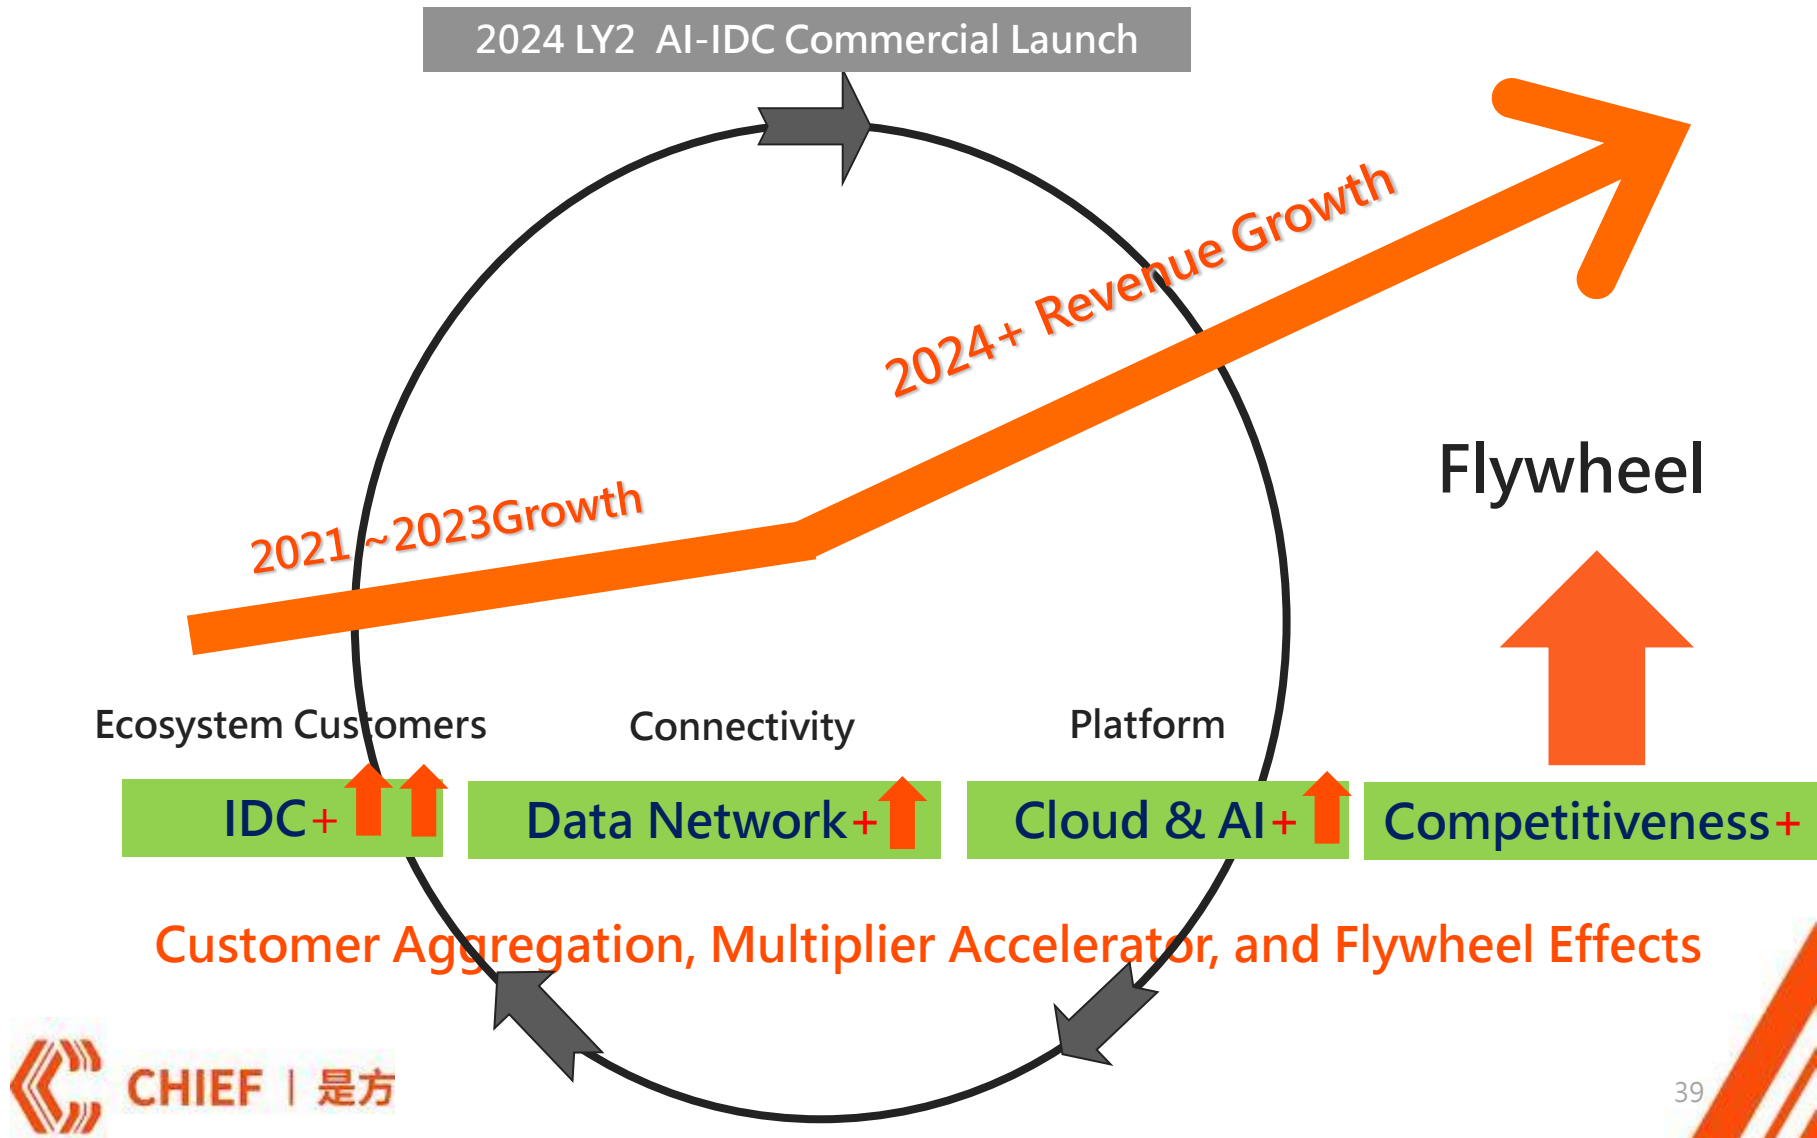 2024 LY2 AI-IDC Commercial Launch
2024+ Revenue Growth
2021 ~2023Growth
Flywheel
Ecosystem Customers
Connectivity
Platform
IDC+
Data Network+
Cloud & AI+
Competitiveness+
Customer Aggregation, Multiplier Accelerator, and Flywheel Effects
CHIEF | 是方
39